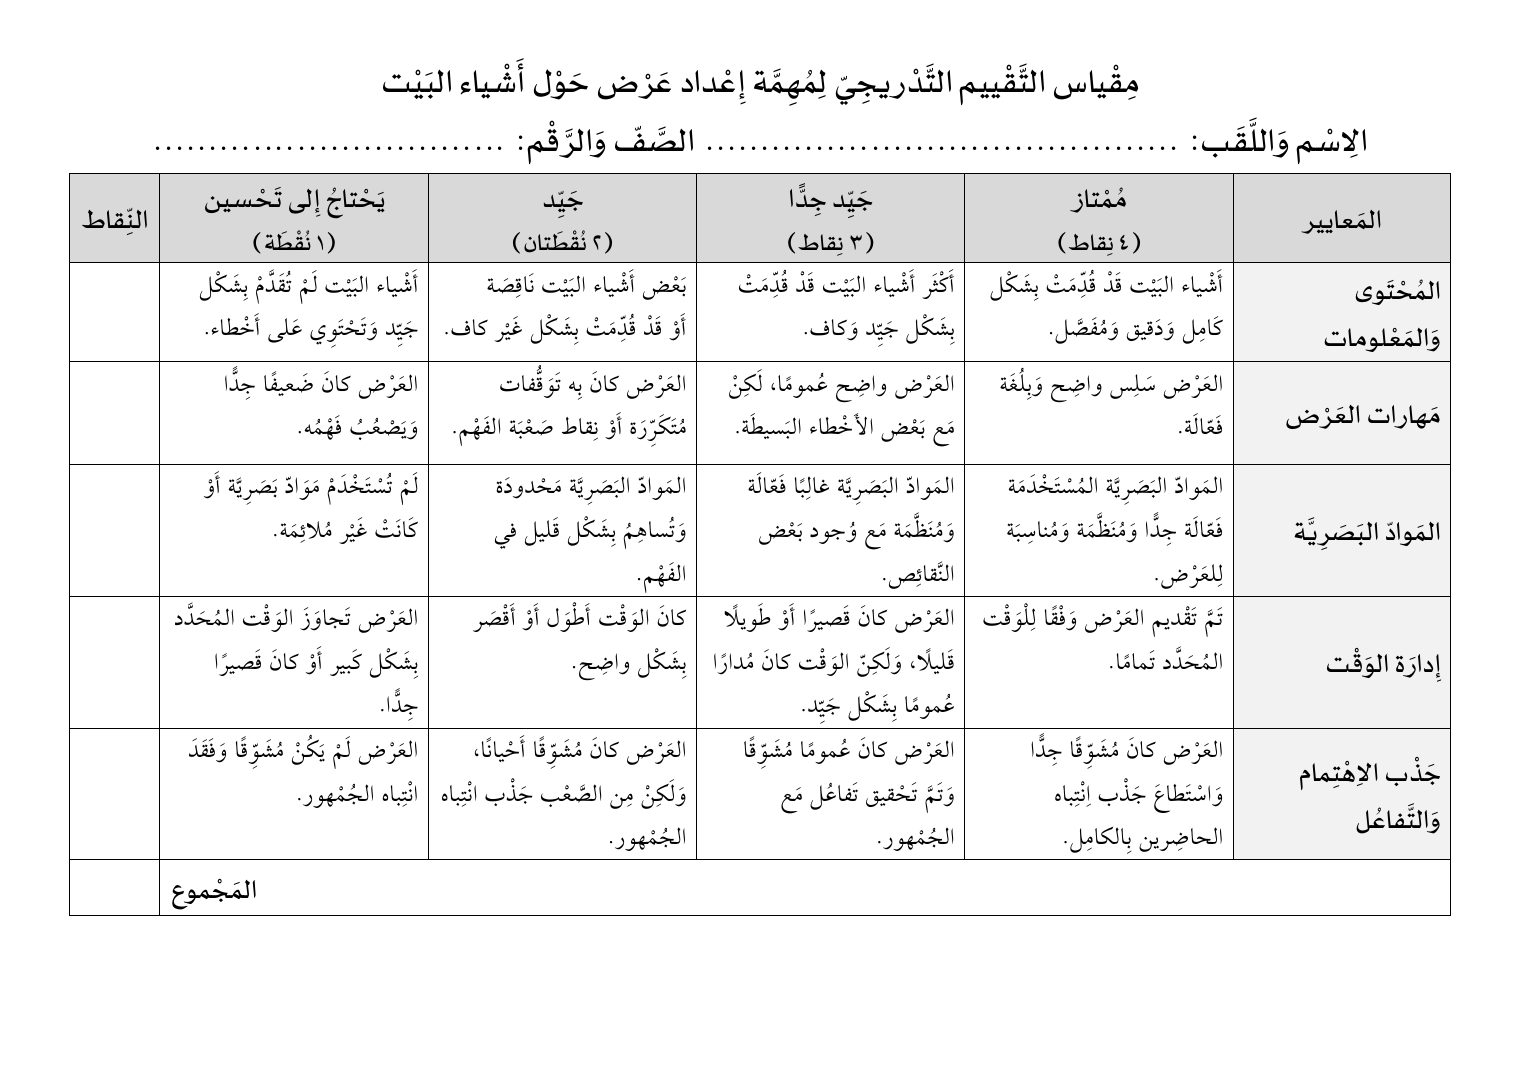 مِقْياس التَّقْييم التَّدْريجِيّ لِمُهِمَّة إِعْداد عَرْض حَوْل أَشْياء البَيْت
الِاسْم وَاللَّقَب: ........................................... الصَّفّ وَالرَّقْم: ................................
المَعايير
مُمْتاز
(٤ نِقاط)
جَيِّد جِدًّا
(٣ نِقاط)
جَيِّد
(٢ نُقْطَتان)
يَحْتاجُ إِلى تَحْسين
(١ نُقْطَة)
النِّقاط
المُحْتَوى
وَالمَعْلومات
أَشْياء البَيْت قَدْ قُدِّمَتْ بِشَكْل
كَامِل وَدَقيق وَمُفَصَّل.
أَكْثَر أَشْياء البَيْت قَدْ قُدِّمَتْ
بِشَكْل جَيِّد وَكاف.
بَعْض أَشْياء البَيْت نَاقِصَة
أَوْ قَدْ قُدِّمَتْ بِشَكْل غَيْر كاف.
أَشْياء البَيْت لَمْ تُقَدَّمْ بِشَكْل
جَيِّد وَتَحْتَوِي عَلى أَخْطاء.
مَهارات العَرْض
العَرْض سَلِس واضِح وَبِلُغَة
فَعّالَة.
العَرْض واضِح عُمومًا، لَكِنْ
مَع بَعْض الأَخْطاء البَسيطَة.
العَرْض كانَ بِه تَوَقُّفات
مُتَكَرِّرَة أَوْ نِقاط صَعْبَة الفَهْم.
العَرْض كانَ ضَعيفًا جِدًّا
وَيَصْعُبُ فَهْمُه.
المَوادّ البَصَرِيَّة
المَوادّ البَصَرِيَّة المُسْتَخْدَمَة
فَعّالَة جِدًّا وَمُنَظَّمَة وَمُناسِبَة
لِلعَرْض.
المَوادّ البَصَرِيَّة غالِبًا فَعّالَة
وَمُنَظَّمَة مَع وُجود بَعْض
النَّقائِص.
المَوادّ البَصَرِيَّة مَحْدودَة
وَتُساهِمُ بِشَكْل قَليل في
الفَهْم.
لَمْ تُسْتَخْدَمْ مَوَادّ بَصَرِيَّة أَوْ
كَانَتْ غَيْر مُلائِمَة.
إِدارَة الوَقْت
تَمَّ تَقْديم العَرْض وَفْقًا لِلْوَقْت
المُحَدَّد تَمامًا.
العَرْض كانَ قَصيرًا أَوْ طَويلًا
قَليلًا، وَلَكِنّ الوَقْت كانَ مُدارًا
عُمومًا بِشَكْل جَيِّد.
كانَ الوَقْت أَطْوَل أَوْ أَقْصَر
بِشَكْل واضِح.
العَرْض تَجاوَزَ الوَقْت المُحَدَّد
بِشَكْل كَبير أَوْ كانَ قَصيرًا
جِدًّا.
جَذْب الِاهْتِمام
وَالتَّفاعُل
العَرْض كانَ مُشَوِّقًا جِدًّا
وَاسْتَطاعَ جَذْب اِنْتِباه
الحاضِرين بِالكامِل.
العَرْض كانَ عُمومًا مُشَوِّقًا
وَتَمَّ تَحْقيق تَفاعُل مَع
الجُمْهور.
العَرْض كانَ مُشَوِّقًا أَحْيانًا،
وَلَكِنْ مِن الصَّعْب جَذْب انْتِباه
الجُمْهور.
العَرْض لَمْ يَكُنْ مُشَوِّقًا وَفَقَدَ
انْتِباه الجُمْهور.
المَجْموع